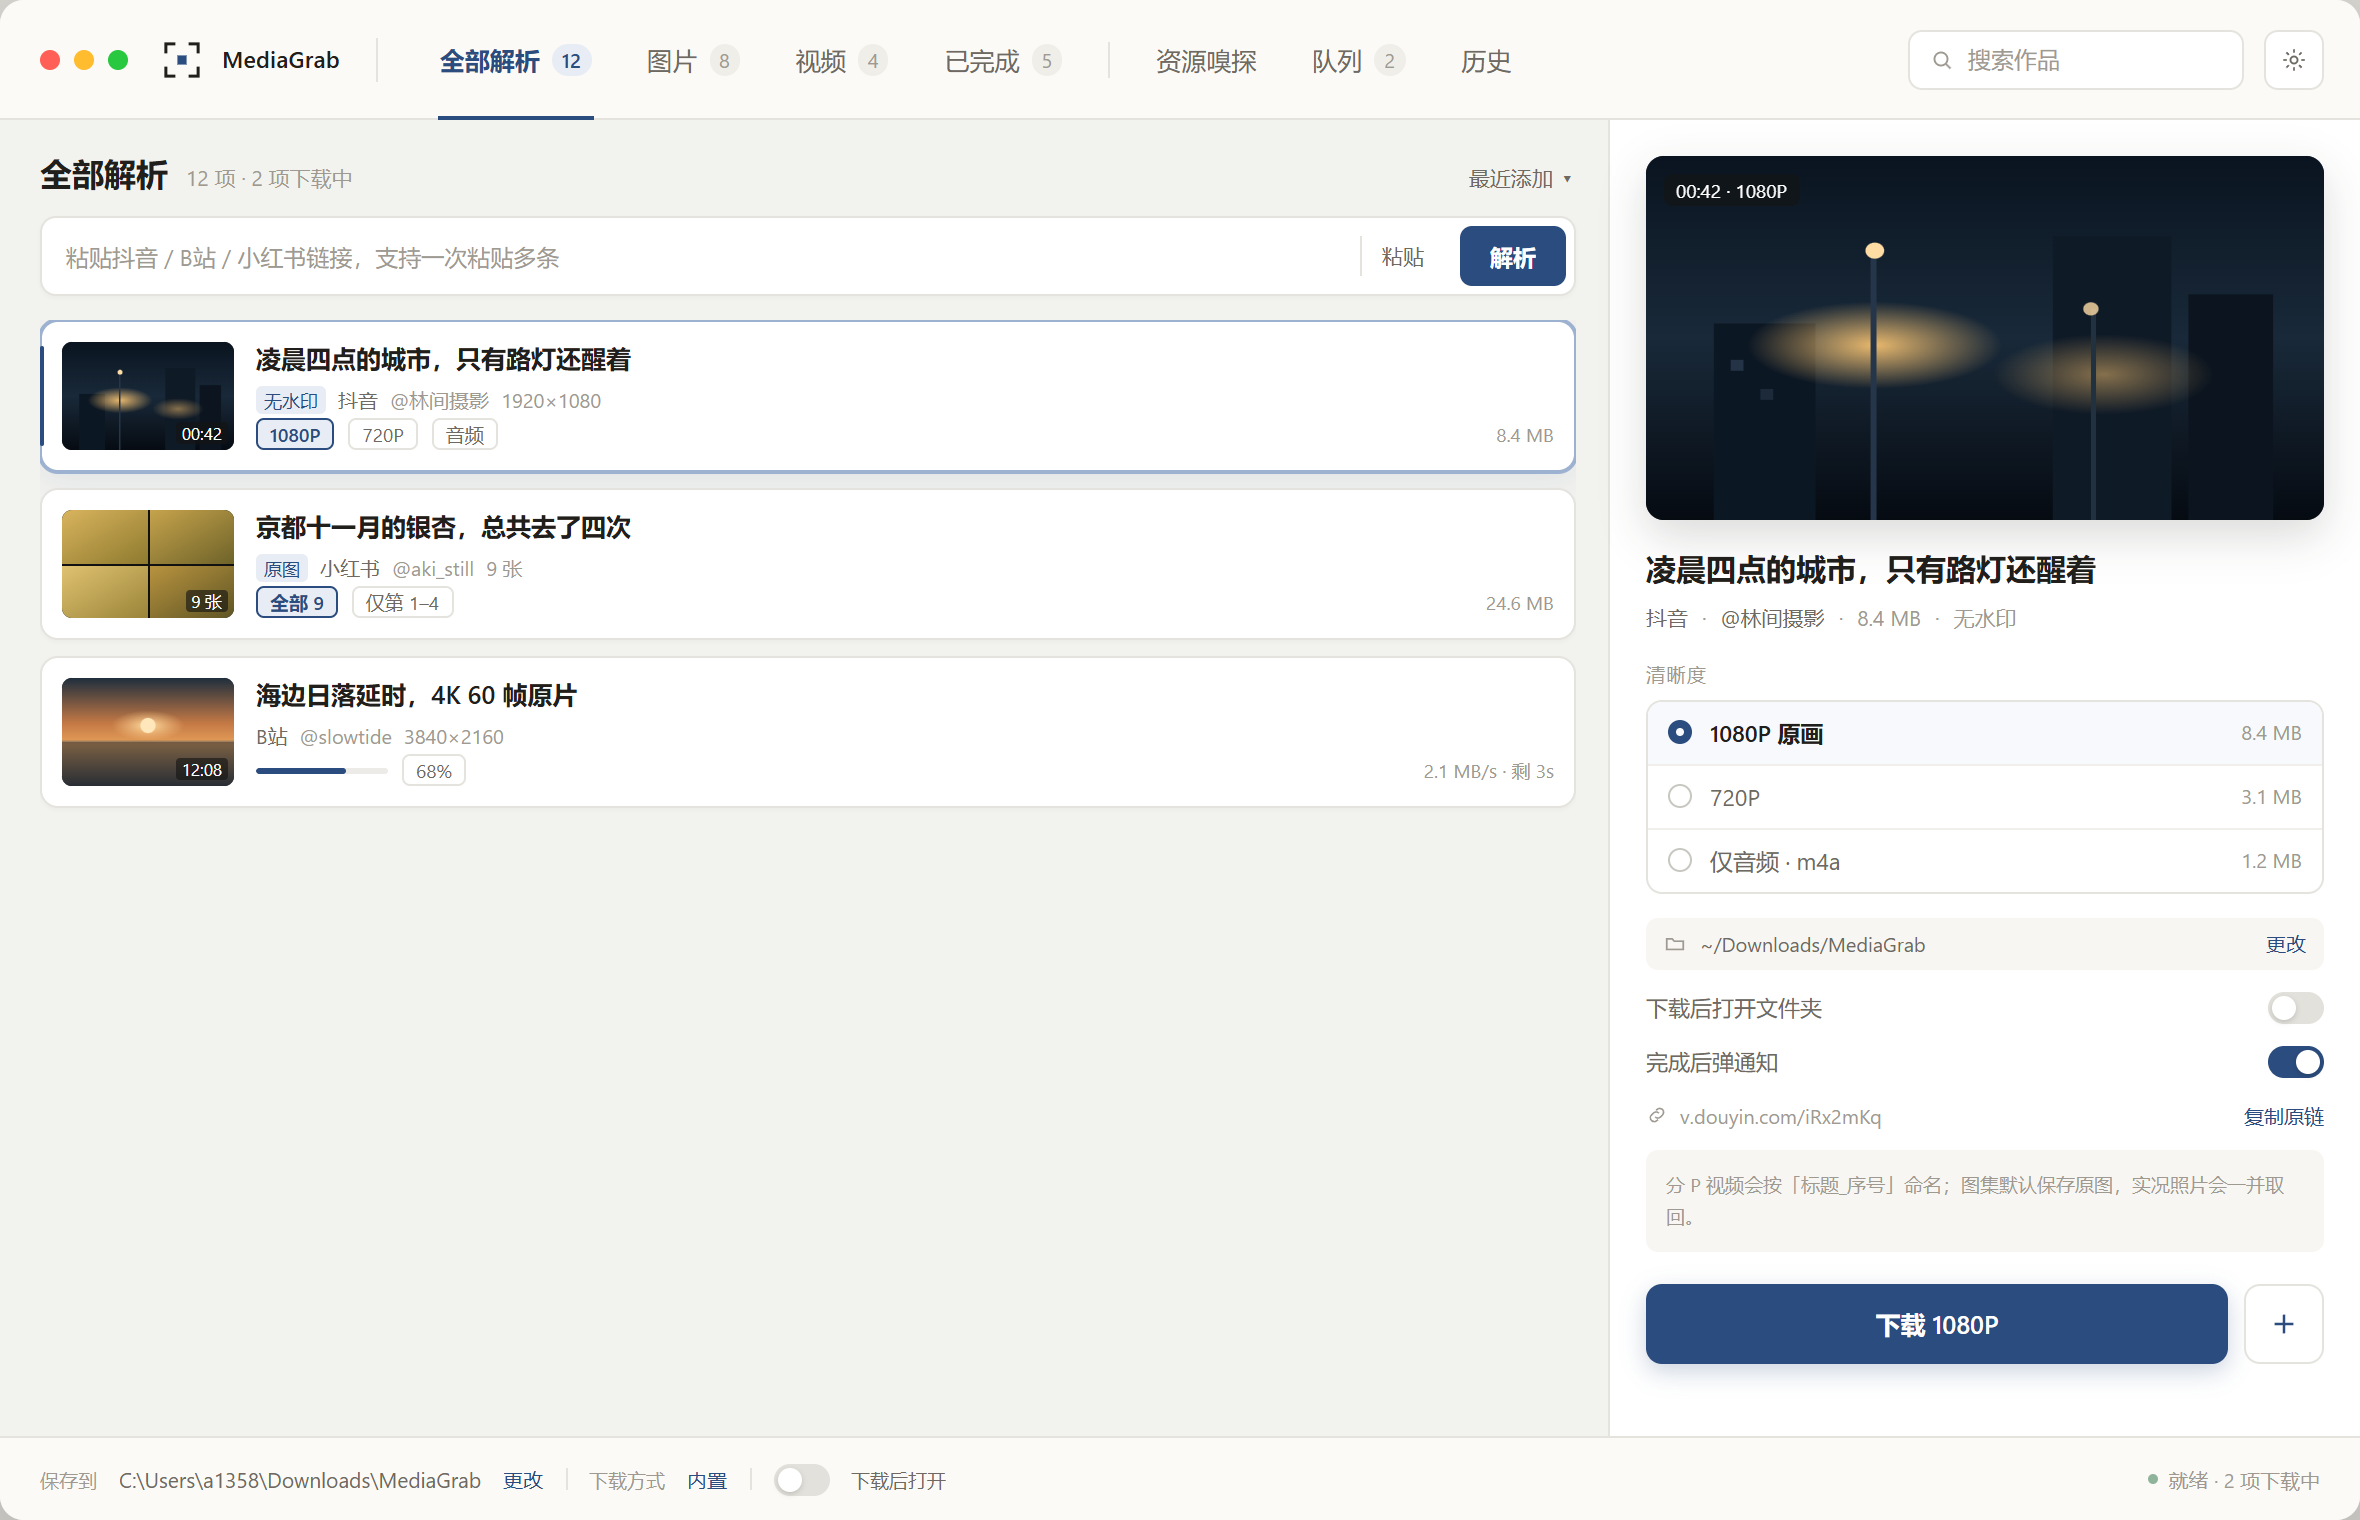 MediaGrab
全部解析 12
图片 8
视频 4
已完成 5
资源嗅探
队列 2
历史
搜索作品
全部解析 12 项 · 2 项下载中
最近添加 ▾
粘贴抖音 / B站 / 小红书链接，支持一次粘贴多条
粘贴
解析
凌晨四点的城市，只有路灯还醒着
无水印 抖音 @林间摄影 1920×1080
00:42
1080P 720P 音频
8.4 MB
京都十一月的银杏，总共去了四次
原图 小红书 @aki_still 9 张
9 张
全部 9 仅第 1–4
24.6 MB
海边日落延时，4K 60 帧原片
B站 @slowtide 3840×2160
12:08
68%
2.1 MB/s · 剩 3s
00:42 · 1080P
凌晨四点的城市，只有路灯还醒着
抖音 · @林间摄影 · 8.4 MB · 无水印
清晰度
1080P 原画 8.4 MB
720P 3.1 MB
仅音频 · m4a 1.2 MB
~/Downloads/MediaGrab 更改
下载后打开文件夹
完成后弹通知
v.douyin.com/iRx2mKq 复制原链
分 P 视频会按「标题_序号」命名；图集默认保存原图，实况照片会一并取
回。
下载 1080P
+
保存到 C:\Users\a1358\Downloads\MediaGrab 更改 下载方式 内置 下载后打开
就绪 · 2 项下载中